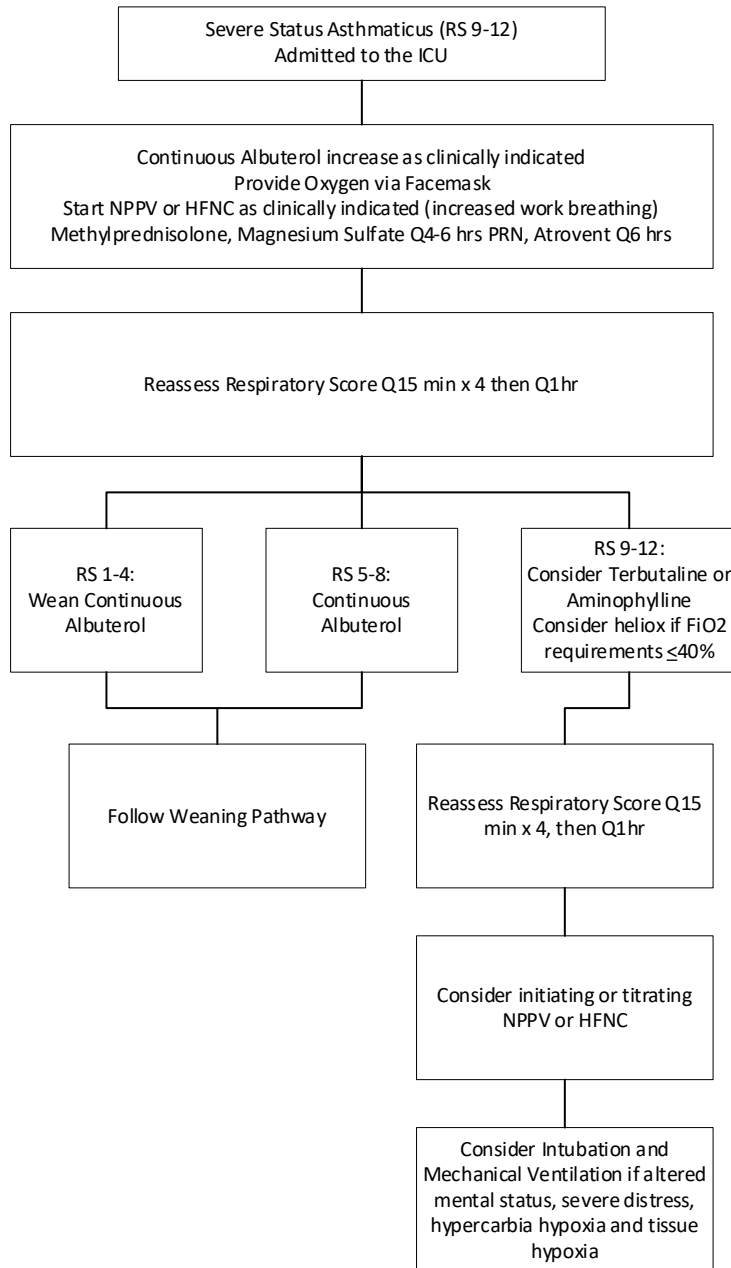 Severe Status Asthmaticus (RS 9-12)
Admitted to the ICU
Continuous Albuterol increase as clinically indicated
Provide Oxygen via Facemask
Start NPPV or HFNC as clinically indicated (increased work breathing)
Methylprednisolone, Magnesium Sulfate Q4-6 hrs PRN, Atrovent Q6 hrs
Reassess Respiratory Score Q15 min x 4 then Q1hr
RS 1-4:
Wean Continuous
Albuterol
RS 5-8:
Continuous
Albuterol
RS 9-12:
Consider Terbutaline or
Aminophylline
Consider heliox if FiO2
requirements ≤40%
Follow Weaning Pathway
Reassess Respiratory Score Q15
min x 4, then Q1hr
Consider initiating or titrating
NPPV or HFNC
Consider Intubation and
Mechanical Ventilation if altered
mental status, severe distress,
hypercarbia hypoxia and tissue
hypoxia